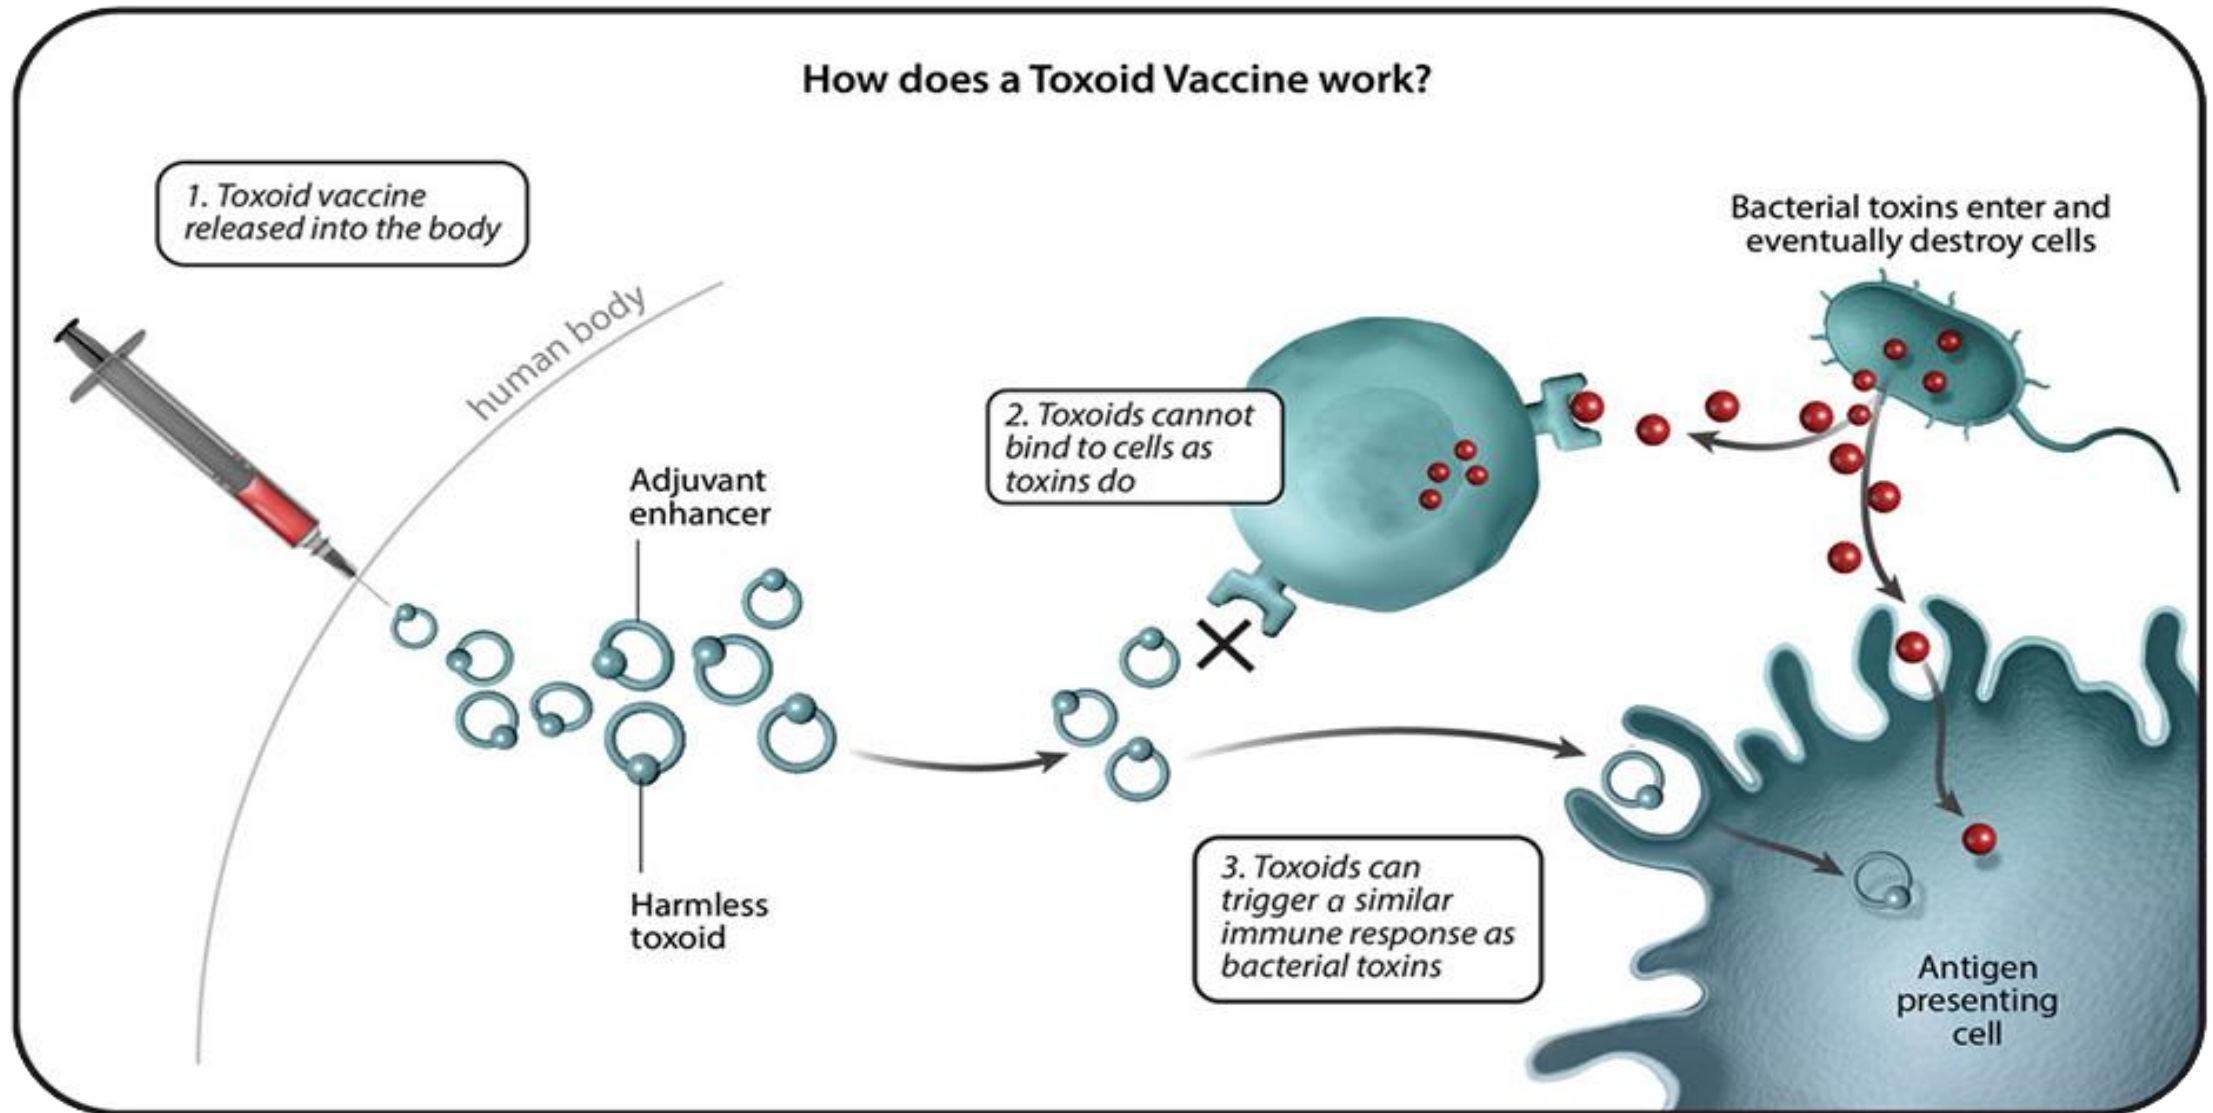 How does a Toxoid Vaccine work?
1. Toxoid vaccine
released into the body
human body
Adjuvant
enhancer
Harmless
toxoid
2. Toxoids cannot
bind to cells as
toxins do
Bacterial toxins enter and
eventually destroy cells
3. Toxoids can
trigger a similar
immune response as
bacterial toxins
Antigen
presenting
cell